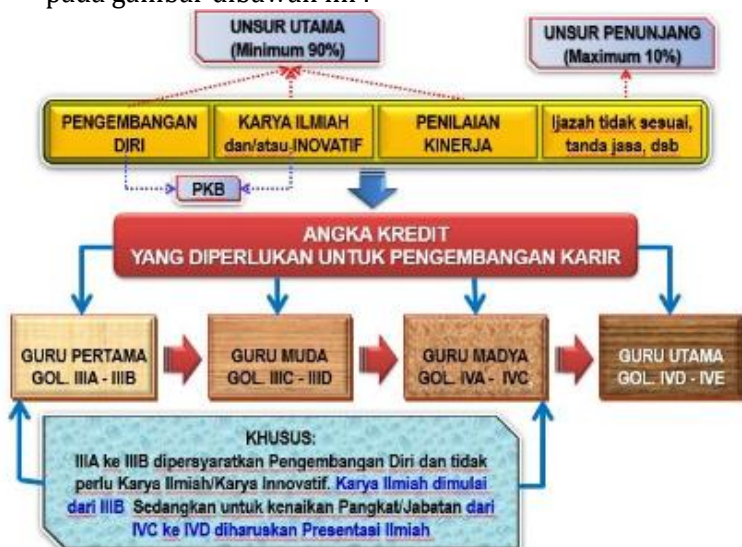 pada gambar dibawah ini :
UNSUR UTAMA
(Minimum 90%)
UNSUR PENUNJANG
(Maximum 10%)
PENGEMBANGAN
DIRI
KARYA ILMIAH
dan/atau INOVATIF
PENILAIAN
KINERJA
Ijazah tidak sesuai,
tanda jasa, dsb
PKB
ANGKA KREDIT
YANG DIPERLUKAN UNTUK PENGEMBANGAN KARIR
GURU PERTAMA
GOL. IIIA - IIIB
GURU MUDA
GOL. IIIC - IIID
GURU MADYA
GOL. IVA - IVC
GURU UTAMA
GOL. IVD - IVE
KHUSUS:
IIIA ke IIIB dipersyaratkan Pengembangan Diri dan tidak
perlu Karya Ilmiah/Karya Innovatif. Karya Ilmiah dimulai
dari IIIB Sedangkan untuk kenaikan Pangkat/Jabatan dari
IVC ke IVD diharuskan Presentasi Ilmiah